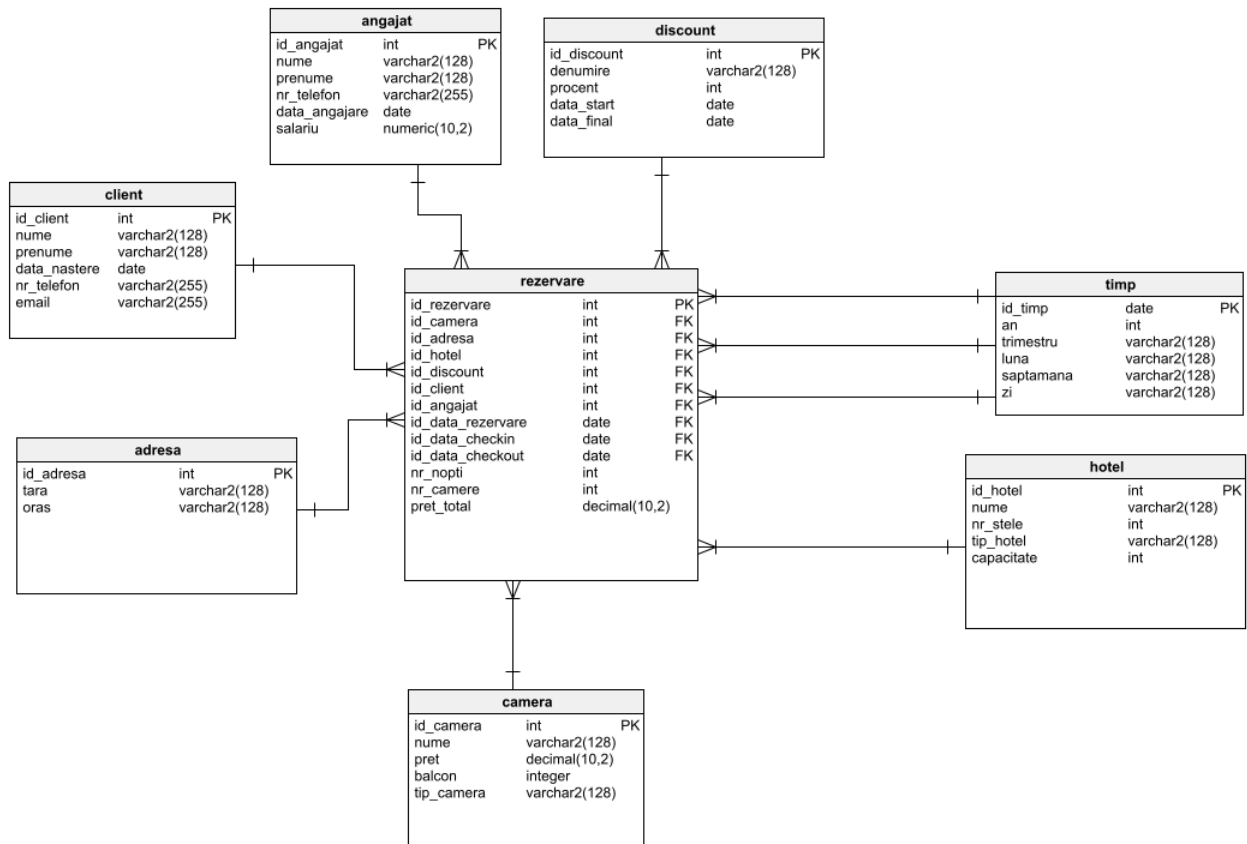 angajat
id_angajat int PK
nume varchar2(128)
prenume varchar2(128)
nr_telefon varchar2(255)
data_angajare date
salariu numeric(10,2)
discount
id_discount int PK
denumire varchar2(128)
procent int
data_start date
data_final date
client
id_client int PK
nume varchar2(128)
prenume varchar2(128)
data_nastere date
nr_telefon varchar2(255)
email varchar2(255)
rezervare
id_rezervare int PK
id_camera int FK
id_adresa int FK
id_hotel int FK
id_discount int FK
id_client int FK
id_angajat int FK
id_data_rezervare date FK
id_data_checkin date FK
id_data_checkout date FK
nr_nopti int
nr_camere int
pret_total decimal(10,2)
timp
id_timp date PK
an int
trimestru varchar2(128)
luna varchar2(128)
saptamana varchar2(128)
zi varchar2(128)
adresa
id_adresa int PK
tara varchar2(128)
oras varchar2(128)
hotel
id_hotel int PK
nume varchar2(128)
nr_stele int
tip_hotel varchar2(128)
capacitate int
camera
id_camera int PK
nume varchar2(128)
pret decimal(10,2)
balcon integer
tip_camera varchar2(128)